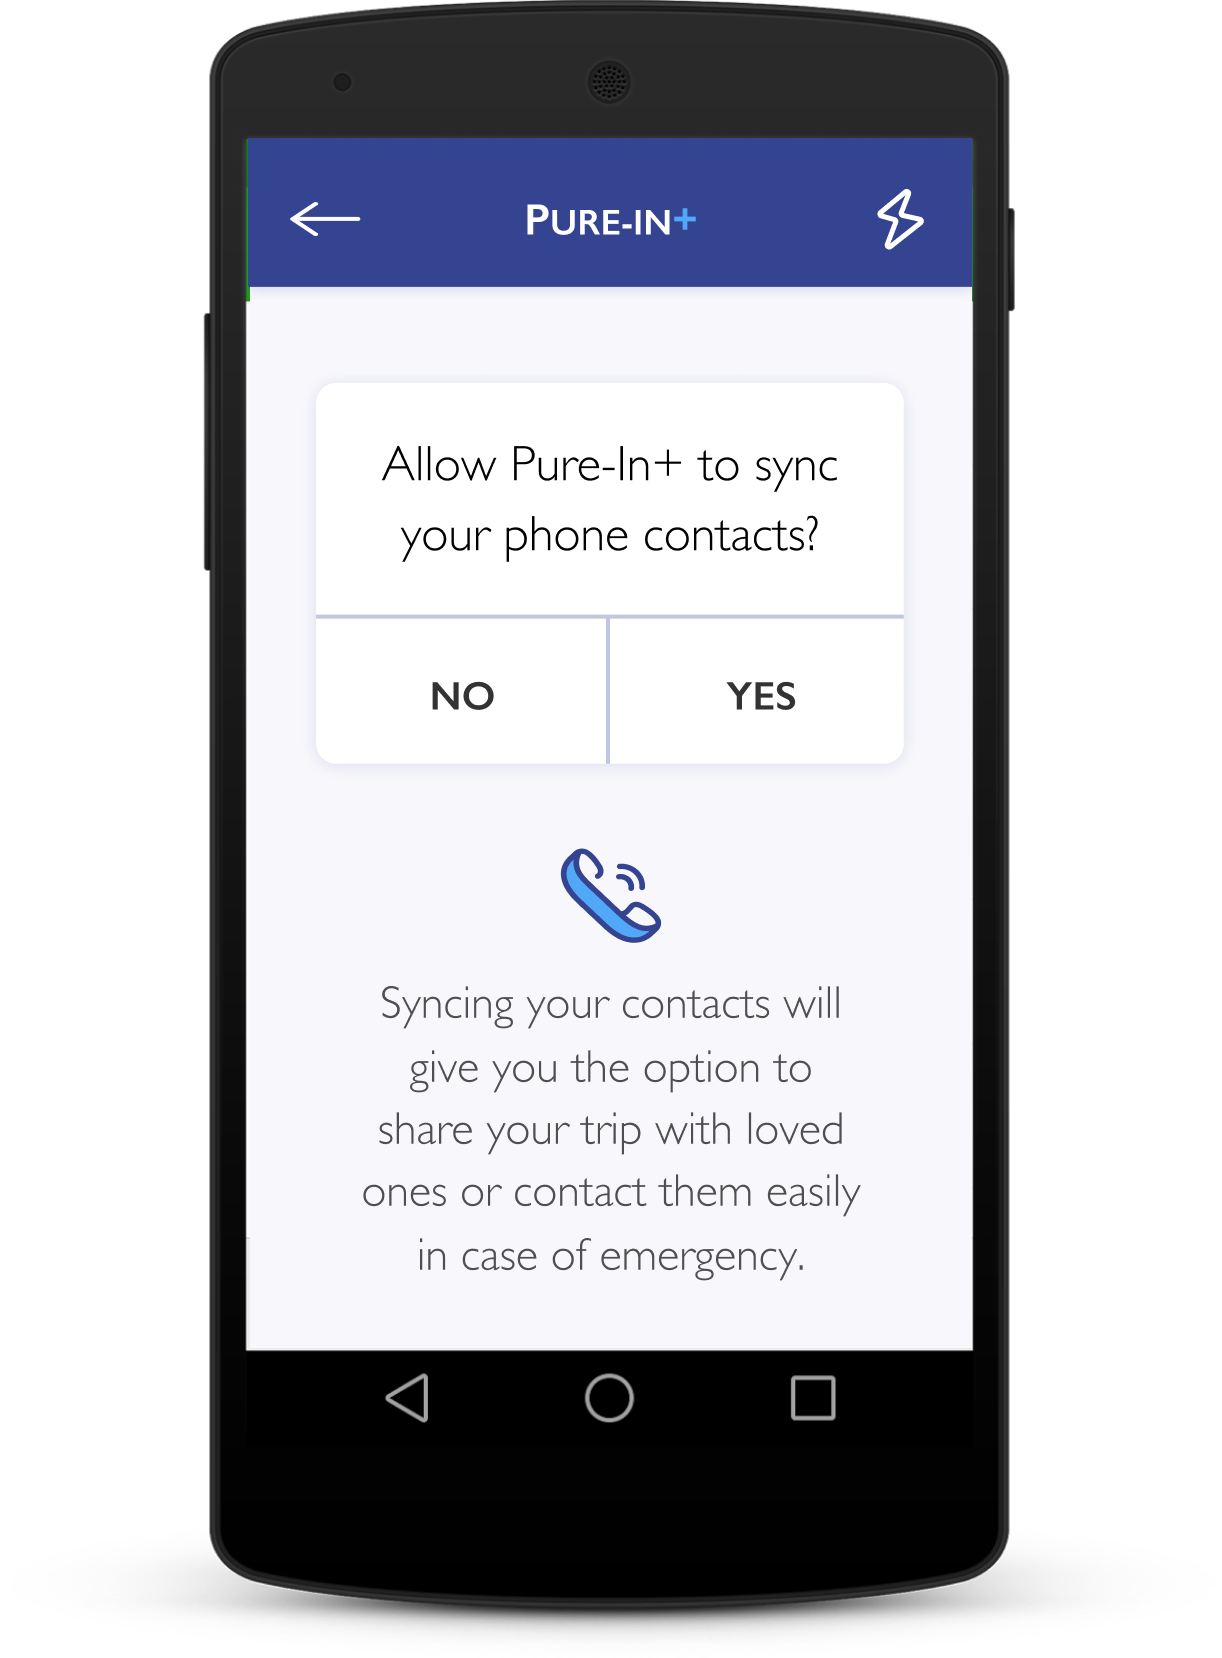 PURE-IN+
Allow Pure-In+ to sync
your phone contacts?
NO
YES
Syncing your contacts will
give you the option to
share your trip with loved
ones or contact them easily
in case of emergency.